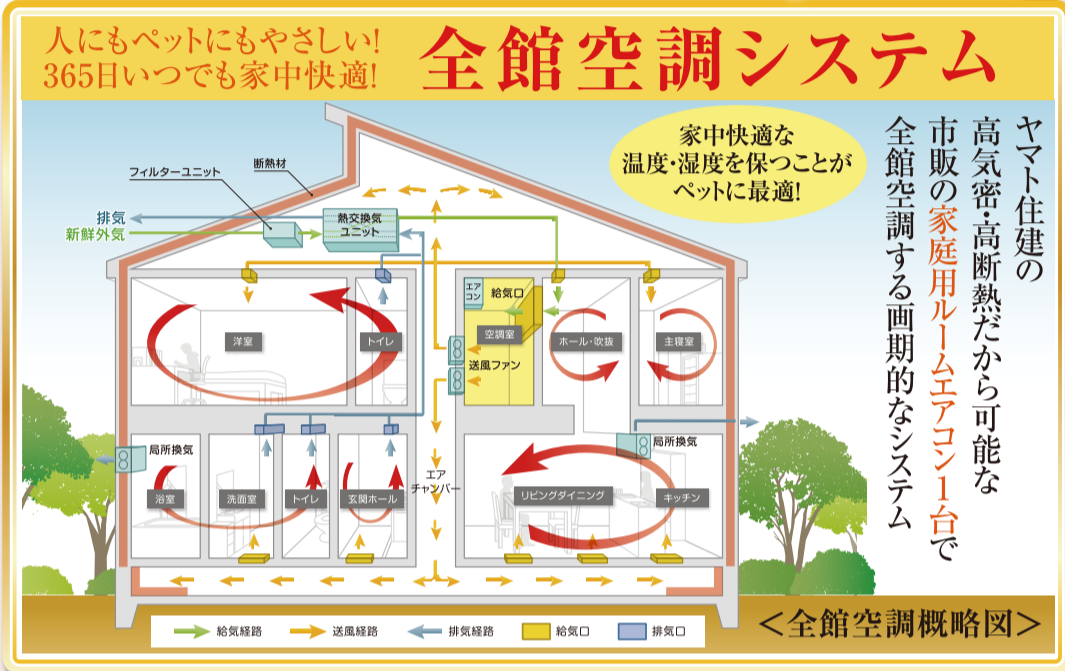 人にもペットにもやさしい!
365日いつでも家中快適!
全館空調システム
ヤマト住建の
高気密・高断熱だから可能な
市販の家庭用ルームエアコン1台で
全館空調する画期的なシステム
家中快適な
温度・湿度を保つことが
ペットに最適!
フィルターユニット
断熱材
排気
新鮮外気
熱交換気
ユニット
エア
コン
給気口
空調室
送風ファン
洋室
トイレ
ホール・吹抜
主寝室
局所換気
浴室
洗面室
トイレ
玄関ホール
エア
チャンバー
リビングダイニング
局所換気
キッチン
給気経路
送風経路
排気経路
給気口
排気口
<全館空調概略図>